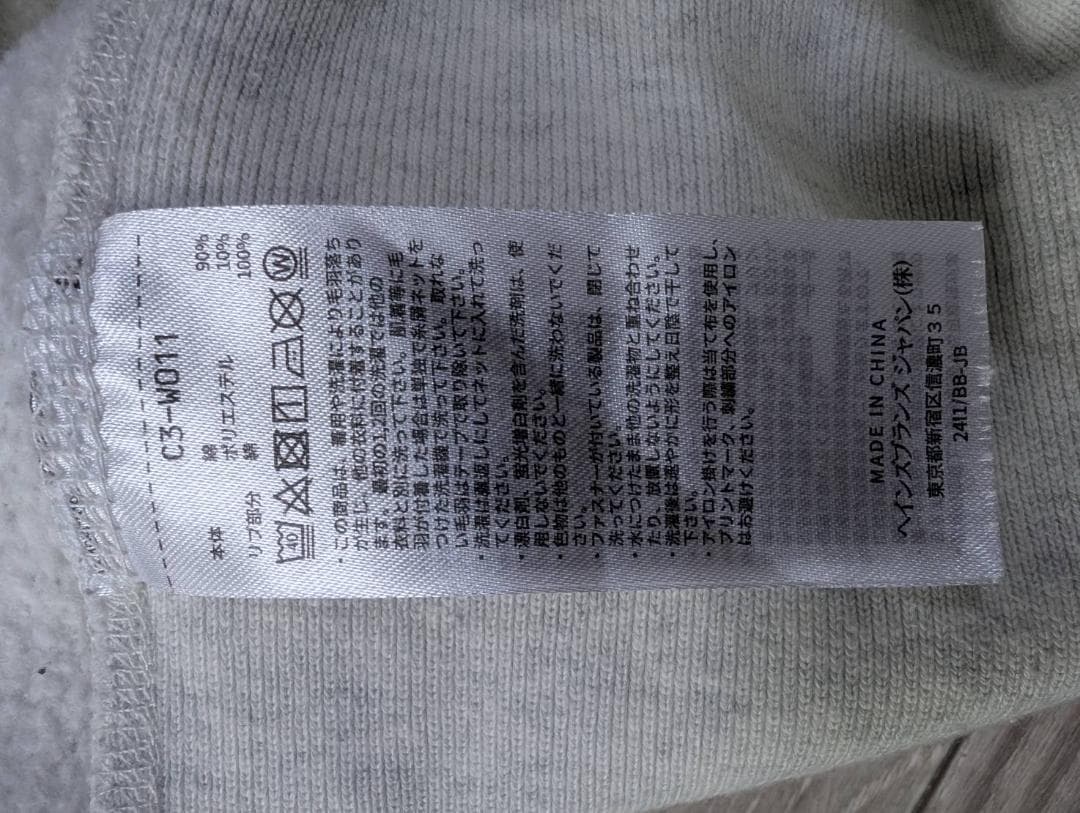 C3-W011
本体 綿 90%
ポリエステル 10%
リブ部分 綿 100%
40 W
・この商品は、着用や洗濯により毛羽落ち
が生じ、他の衣料に付着することがあり
ます。最初の1,2回の洗濯では他の
衣料と別に洗って下さい。肌着等に毛
羽が付着した場合は単独で糸屑ネットを
つけた洗濯機で洗って下さい。取れな
い毛羽はテープで取り除いて下さい。
・洗濯は裏返しにしてネットに入れて洗っ
てください。
・漂白剤、蛍光増白剤を含んだ洗剤は、使
用しないでください。
・色物は他のものと一緒に洗わないでくだ
さい。
・ファスナーが付いている製品は、閉じて
洗ってください。
・水につけたまま他の洗濯物と重ね合わせ
たり、放置しないようにしてください。
・洗濯後は速やかに形を整え日陰で干して
下さい。
・アイロン掛けを行う際は当て布を使用し、
プリントマーク、刺繍部分へのアイロン
はお避けください。
MADE IN CHINA
ヘインズブランズ ジャパン(株)
東京都新宿区信濃町35
2411/BB-JB